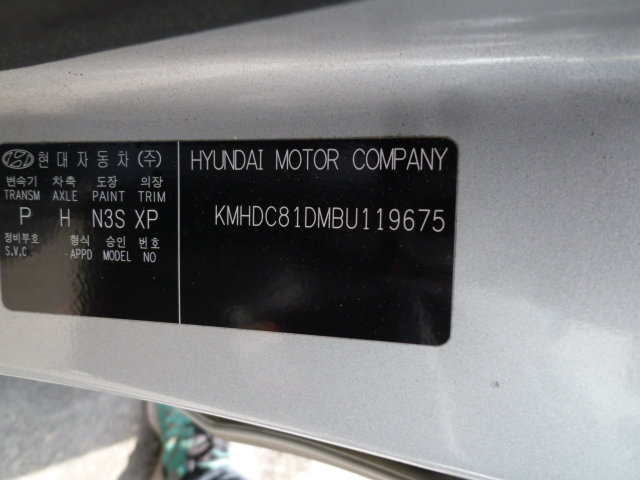 현대자동차(주)
변속기 차축 도장 의장
TRANSM AXLE PAINT TRIM
P H N3S XP
정비부호 형식 승인 번호
S.V.C APPD MODEL NO
HYUNDAI MOTOR COMPANY
KMHDC81DMBU119675